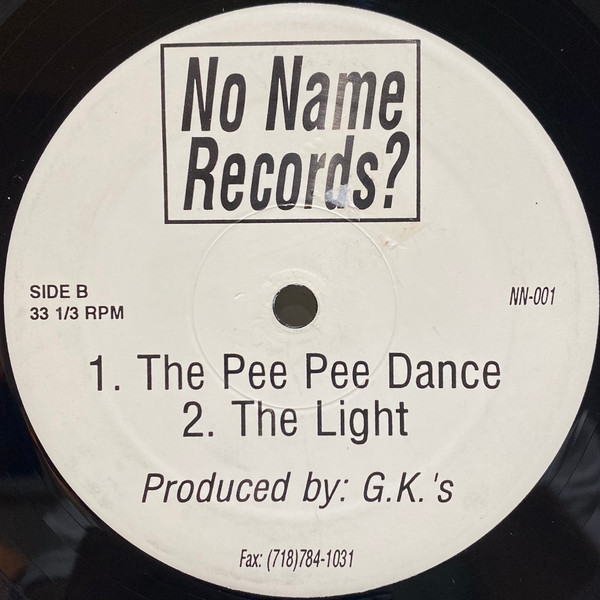 No Name
Records?
SIDE B
33 1/3 RPM
NN-001
1. The Pee Pee Dance
2. The Light
Produced by: G.K.'s
Fax: (718)784-1031